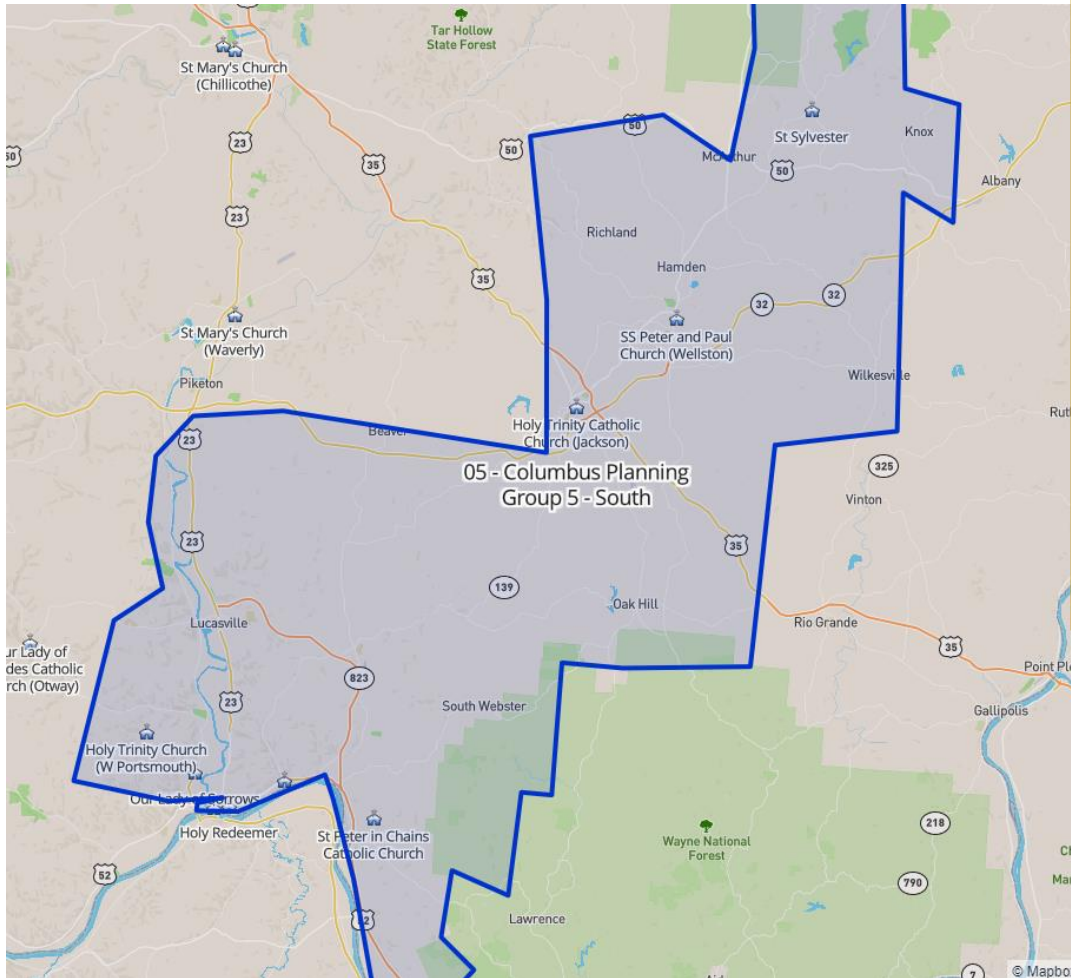 Tar Hollow
State Forest
St Mary's Church
(Chillicothe)
50
23
35
50
50
St Sylvester
Knox
McArthur
50
Albany
23
Richland
Hamden
35
32
32
St Mary's Church
(Waverly)
SS Peter and Paul
Church (Wellston)
Piketon
Wilkesville
23
Beaver
Holy Trinity Catholic
Church (Jackson)
05 - Columbus Planning
Group 5 - South
325
Vinton
23
35
139
Oak Hill
Lucasville
Rio Grande
35
823
Point Ple
23
South Webster
Gallipolis
Holy Trinity Church
(W Portsmouth)
Our Lady of Sorrows
Holy Redeemer
St Peter in Chains
Catholic Church
Wayne National
Forest
218
52
790
52
Lawrence
7
© Mapbo